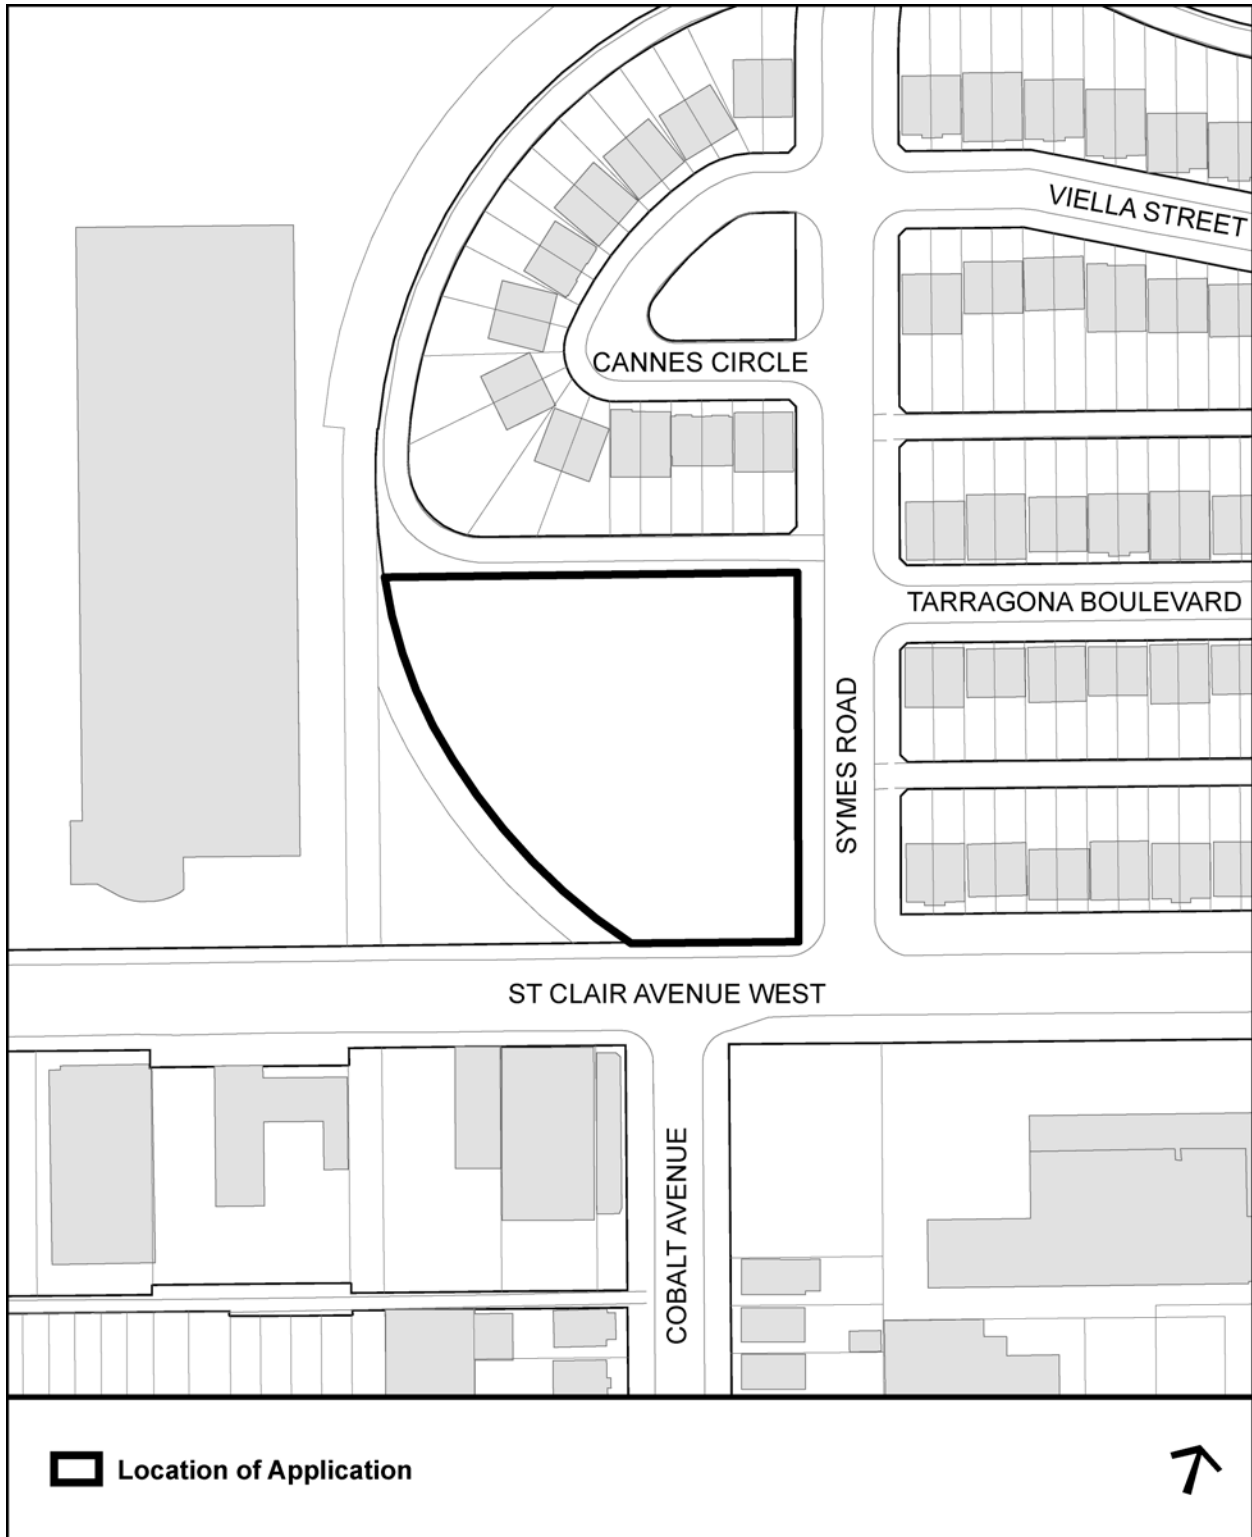 VIELLA STREET
CANNES CIRCLE
TARRAGONA BOULEVARD
SYMES ROAD
ST CLAIR AVENUE WEST
COBALT AVENUE
Location of Application